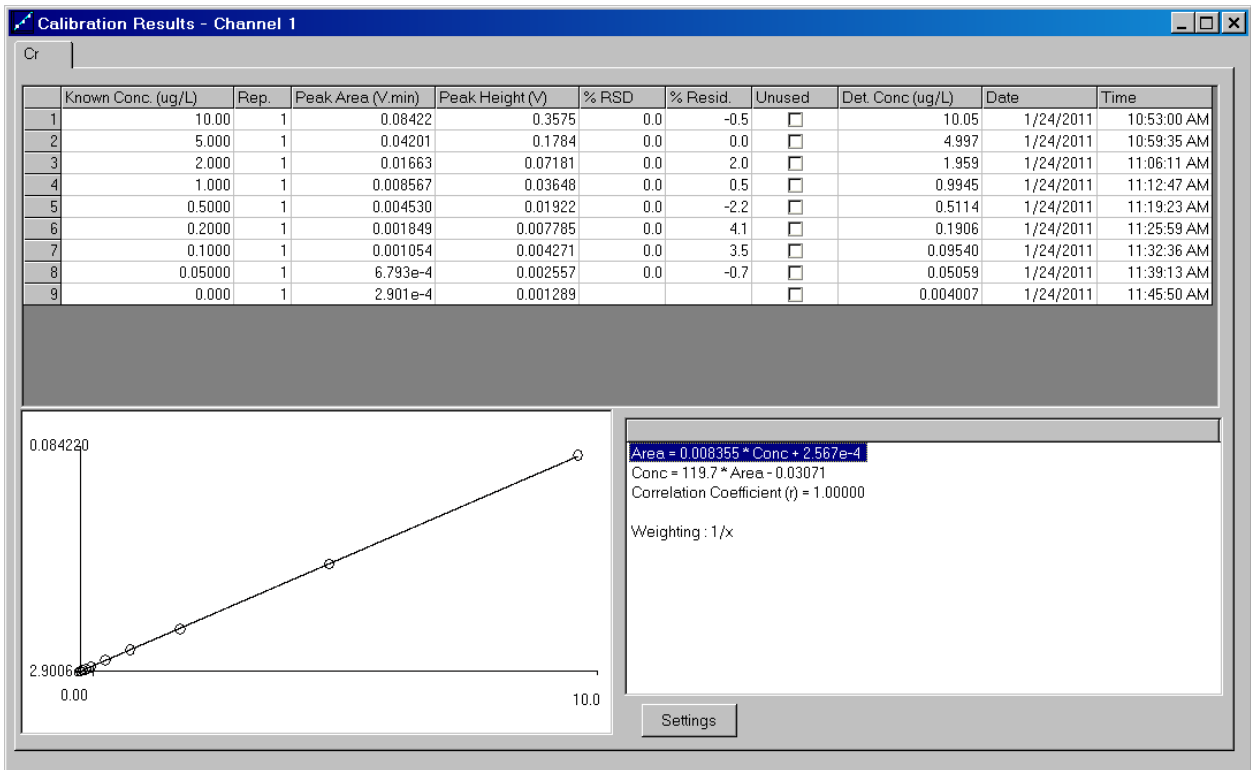 Calibration Results - Channel 1
Cr
Known Conc. (ug/L) Rep. Peak Area (V.min) Peak Height (V) % RSD % Resid. Unused Det. Conc (ug/L) Date Time
1 10.00 1 0.08422 0.3575 0.0 -0.5 10.05 1/24/2011 10:53:00 AM
2 5.000 1 0.04201 0.1784 0.0 0.0 4.997 1/24/2011 10:59:35 AM
3 2.000 1 0.01663 0.07181 0.0 2.0 1.959 1/24/2011 11:06:11 AM
4 1.000 1 0.008567 0.03648 0.0 0.5 0.9945 1/24/2011 11:12:47 AM
5 0.5000 1 0.004530 0.01922 0.0 -2.2 0.5114 1/24/2011 11:19:23 AM
6 0.2000 1 0.001849 0.007785 0.0 4.1 0.1906 1/24/2011 11:25:59 AM
7 0.1000 1 0.001054 0.004271 0.0 3.5 0.09540 1/24/2011 11:32:36 AM
8 0.05000 1 6.793e-4 0.002557 0.0 -0.7 0.05059 1/24/2011 11:39:13 AM
9 0.000 1 2.901e-4 0.001289 0.004007 1/24/2011 11:45:50 AM
0.084220
2.9006e-4
0.00 10.0
Area = 0.008355 * Conc + 2.567e-4
Conc = 119.7 * Area - 0.03071
Correlation Coefficient (r) = 1.00000
Weighting : 1/x
Settings